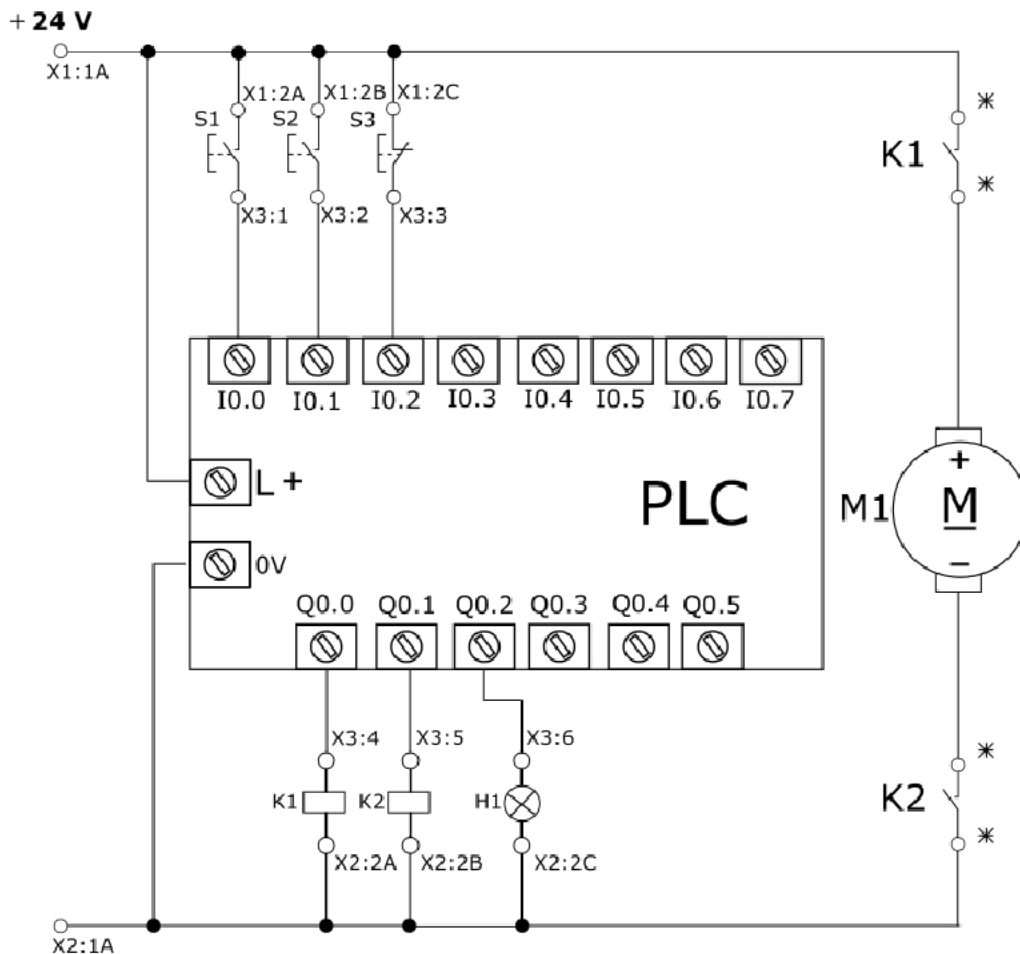 + 24 V
X1:1A
X1:2A X1:2B X1:2C
S1 S2 S3
X3:1 X3:2 X3:3
K1
*
*
I0.0 I0.1 I0.2 I0.3 I0.4 I0.5 I0.6 I0.7
L +
PLC
M1
+
M
−
0V
Q0.0 Q0.1 Q0.2 Q0.3 Q0.4 Q0.5
X3:4 X3:5 X3:6
K1 K2 H1
K2
*
*
X2:2A X2:2B X2:2C
X2:1A